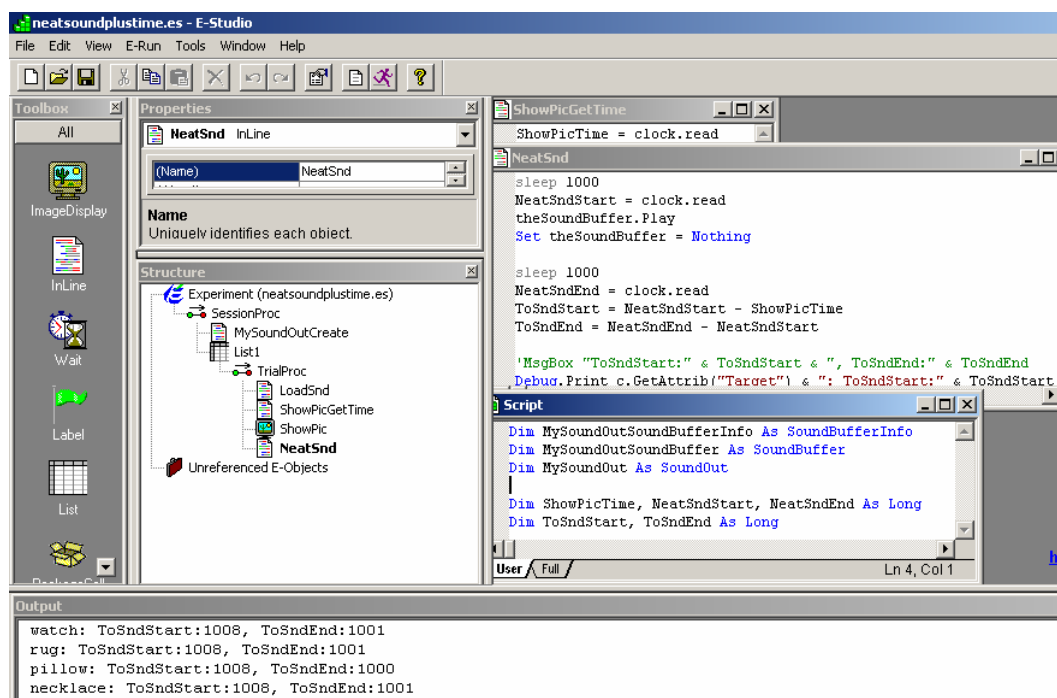 neatsoundplustime.es - E-Studio
File Edit View E-Run Tools Window Help
Toolbox
All
ImageDisplay
InLine
Wait
Label
List
Properties
NeatSnd InLine
(Name) NeatSnd
Name
Uniquely identifies each object.
Structure
Experiment (neatsoundplustime.es)
SessionProc
MySoundOutCreate
List1
TrialProc
LoadSnd
ShowPicGetTime
ShowPic
NeatSnd
Unreferenced E-Objects
ShowPicGetTime
ShowPicTime = clock.read
NeatSnd
sleep 1000
NeatSndStart = clock.read
theSoundBuffer.Play
Set theSoundBuffer = Nothing
sleep 1000
NeatSndEnd = clock.read
ToSndStart = NeatSndStart - ShowPicTime
ToSndEnd = NeatSndEnd - NeatSndStart
'MsgBox "ToSndStart:" & ToSndStart & ", ToSndEnd:" & ToSndEnd
Debug.Print c.GetAttrib("Target") & ": ToSndStart:" & ToSndStart
Script
Dim MySoundOutSoundBufferInfo As SoundBufferInfo
Dim MySoundOutSoundBuffer As SoundBuffer
Dim MySoundOut As SoundOut
Dim ShowPicTime, NeatSndStart, NeatSndEnd As Long
Dim ToSndStart, ToSndEnd As Long
User Full Ln 4, Col 1
Output
watch: ToSndStart:1008, ToSndEnd:1001
rug: ToSndStart:1008, ToSndEnd:1001
pillow: ToSndStart:1008, ToSndEnd:1000
necklace: ToSndStart:1008, ToSndEnd:1001